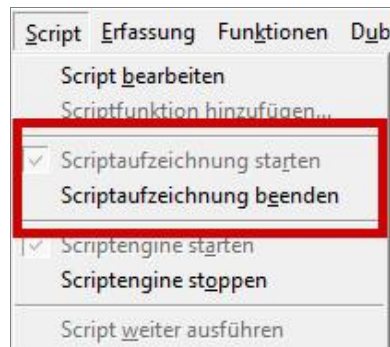 Script Erfassung Funktionen Dub
Script bearbeiten
Scriptfunktion hinzufügen...
Scriptaufzeichnung starten
Scriptaufzeichnung beenden
Scriptengine starten
Scriptengine stoppen
Script weiter ausführen